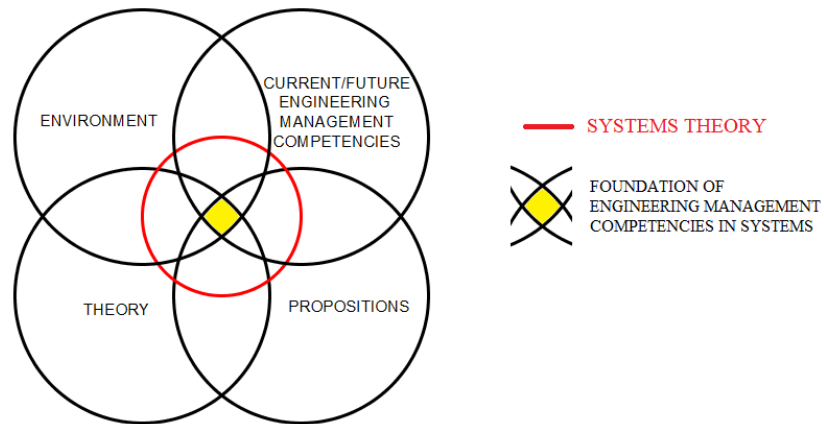 ENVIRONMENT
CURRENT/FUTURE
ENGINEERING
MANAGEMENT
COMPETENCIES
THEORY
PROPOSITIONS
SYSTEMS THEORY
FOUNDATION OF
ENGINEERING MANAGEMENT
COMPETENCIES IN SYSTEMS